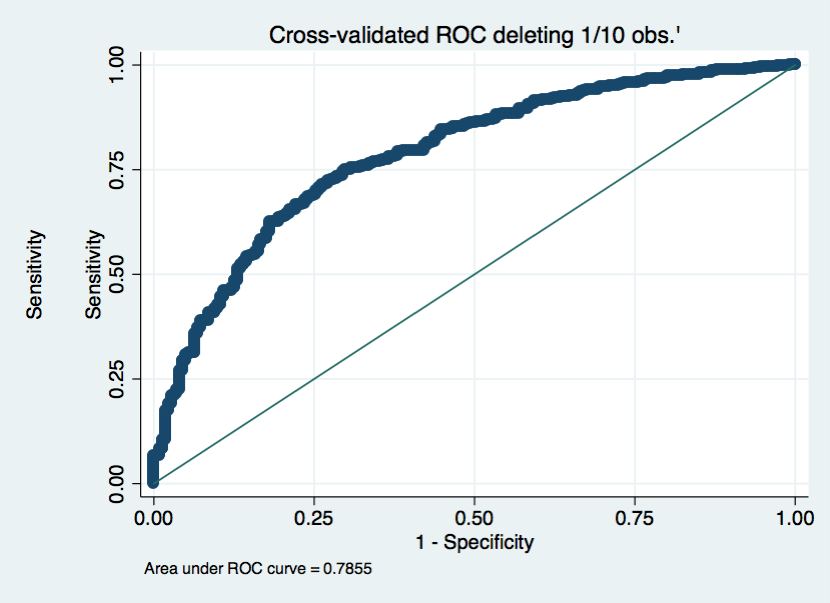 Cross-validated ROC deleting 1/10 obs.'
Sensitivity
Sensitivity
1.00
0.75
0.50
0.25
0.00
0.00 0.25 0.50 0.75 1.00
1 - Specificity
Area under ROC curve = 0.7855